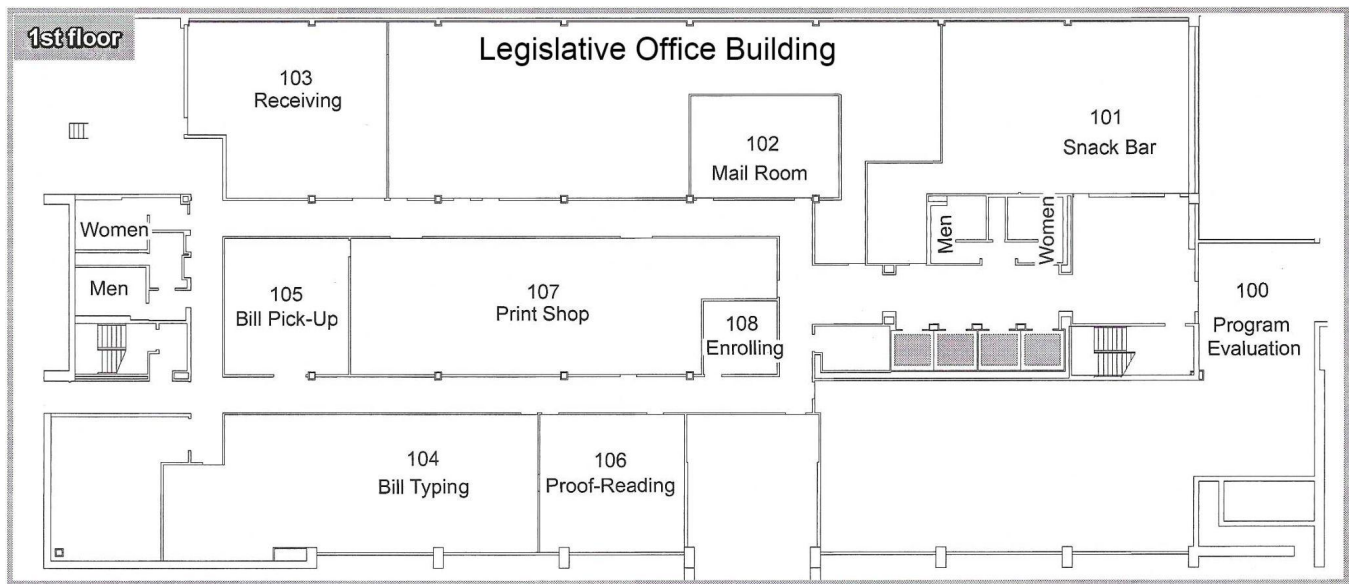 1st floor
Legislative Office Building
103
Receiving
102
Mail Room
101
Snack Bar
Women
Men
Men
Women
105
Bill Pick-Up
107
Print Shop
108
Enrolling
100
Program
Evaluation
104
Bill Typing
106
Proof-Reading